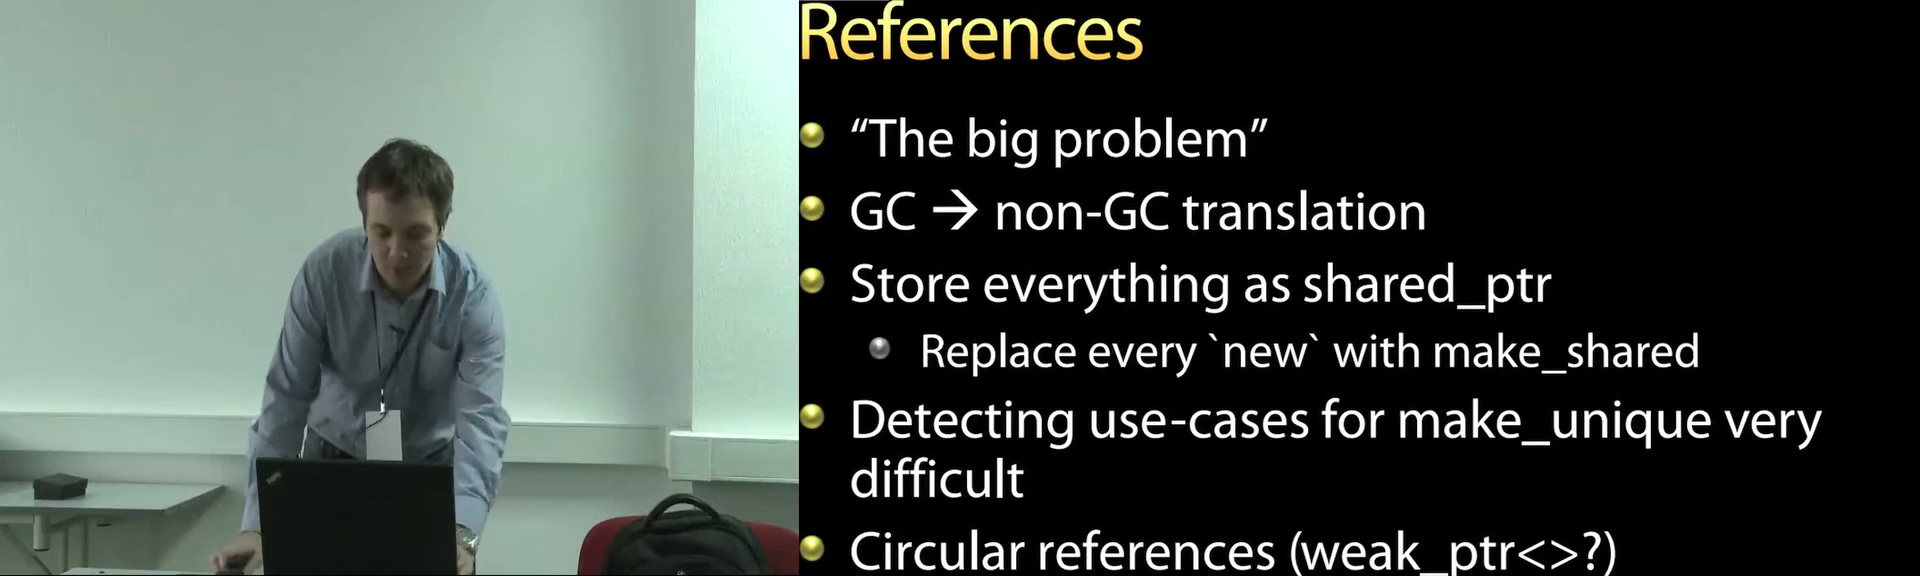 References
“The big problem”
GC → non-GC translation
Store everything as shared_ptr
Replace every `new` with make_shared
Detecting use-cases for make_unique very
difficult
Circular references (weak_ptr<>?)